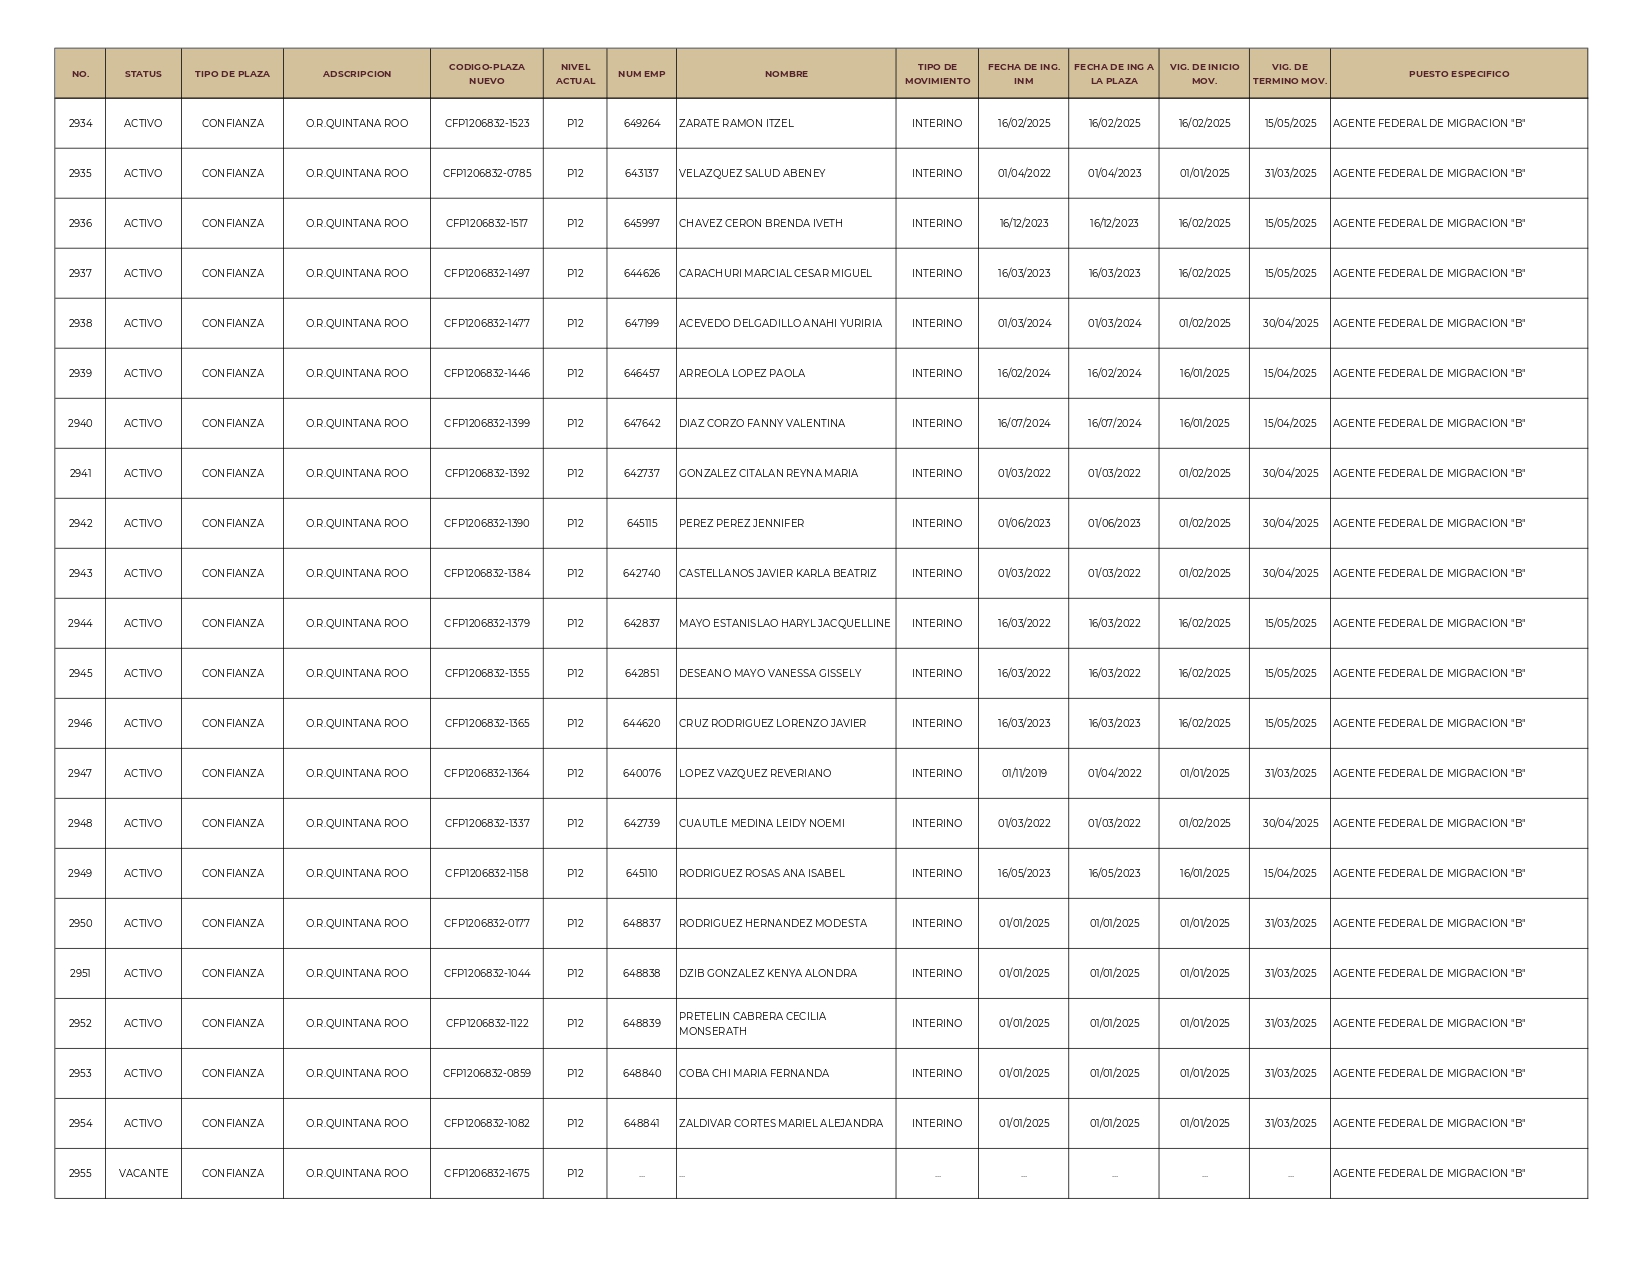 NO. STATUS TIPO DE PLAZA ADSCRIPCION CODIGO-PLAZA NUEVO NIVEL ACTUAL NUM EMP NOMBRE TIPO DE MOVIMIENTO FECHA DE ING. INM FECHA DE ING A LA PLAZA VIG. DE INICIO MOV. VIG. DE TERMINO MOV. PUESTO ESPECIFICO
2934 ACTIVO CONFIANZA O.R.QUINTANA ROO CFP1206832-1523 P12 649264 ZARATE RAMON ITZEL INTERINO 16/02/2025 16/02/2025 16/02/2025 15/05/2025 AGENTE FEDERAL DE MIGRACION "B"
2935 ACTIVO CONFIANZA O.R.QUINTANA ROO CFP1206832-0785 P12 643137 VELAZQUEZ SALUD ABENEY INTERINO 01/04/2022 01/04/2023 01/01/2025 31/03/2025 AGENTE FEDERAL DE MIGRACION "B"
2936 ACTIVO CONFIANZA O.R.QUINTANA ROO CFP1206832-1517 P12 645997 CHAVEZ CERON BRENDA IVETH INTERINO 16/12/2023 16/12/2023 16/02/2025 15/05/2025 AGENTE FEDERAL DE MIGRACION "B"
2937 ACTIVO CONFIANZA O.R.QUINTANA ROO CFP1206832-1497 P12 644626 CARACHURI MARCIAL CESAR MIGUEL INTERINO 16/03/2023 16/03/2023 16/02/2025 15/05/2025 AGENTE FEDERAL DE MIGRACION "B"
2938 ACTIVO CONFIANZA O.R.QUINTANA ROO CFP1206832-1477 P12 647199 ACEVEDO DELGADILLO ANAHI YURIRIA INTERINO 01/03/2024 01/03/2024 01/02/2025 30/04/2025 AGENTE FEDERAL DE MIGRACION "B"
2939 ACTIVO CONFIANZA O.R.QUINTANA ROO CFP1206832-1446 P12 646457 ARREOLA LOPEZ PAOLA INTERINO 16/02/2024 16/02/2024 16/01/2025 15/04/2025 AGENTE FEDERAL DE MIGRACION "B"
2940 ACTIVO CONFIANZA O.R.QUINTANA ROO CFP1206832-1399 P12 647642 DIAZ CORZO FANNY VALENTINA INTERINO 16/07/2024 16/07/2024 16/01/2025 15/04/2025 AGENTE FEDERAL DE MIGRACION "B"
2941 ACTIVO CONFIANZA O.R.QUINTANA ROO CFP1206832-1392 P12 642737 GONZALEZ CITALAN REYNA MARIA INTERINO 01/03/2022 01/03/2022 01/02/2025 30/04/2025 AGENTE FEDERAL DE MIGRACION "B"
2942 ACTIVO CONFIANZA O.R.QUINTANA ROO CFP1206832-1390 P12 645115 PEREZ PEREZ JENNIFER INTERINO 01/06/2023 01/06/2023 01/02/2025 30/04/2025 AGENTE FEDERAL DE MIGRACION "B"
2943 ACTIVO CONFIANZA O.R.QUINTANA ROO CFP1206832-1384 P12 642740 CASTELLANOS JAVIER KARLA BEATRIZ INTERINO 01/03/2022 01/03/2022 01/02/2025 30/04/2025 AGENTE FEDERAL DE MIGRACION "B"
2944 ACTIVO CONFIANZA O.R.QUINTANA ROO CFP1206832-1379 P12 642837 MAYO ESTANISLAO HARYL JACQUELLINE INTERINO 16/03/2022 16/03/2022 16/02/2025 15/05/2025 AGENTE FEDERAL DE MIGRACION "B"
2945 ACTIVO CONFIANZA O.R.QUINTANA ROO CFP1206832-1355 P12 642851 DESEANO MAYO VANESSA GISSELY INTERINO 16/03/2022 16/03/2022 16/02/2025 15/05/2025 AGENTE FEDERAL DE MIGRACION "B"
2946 ACTIVO CONFIANZA O.R.QUINTANA ROO CFP1206832-1365 P12 644620 CRUZ RODRIGUEZ LORENZO JAVIER INTERINO 16/03/2023 16/03/2023 16/02/2025 15/05/2025 AGENTE FEDERAL DE MIGRACION "B"
2947 ACTIVO CONFIANZA O.R.QUINTANA ROO CFP1206832-1364 P12 640076 LOPEZ VAZQUEZ REVERIANO INTERINO 01/11/2019 01/04/2022 01/01/2025 31/03/2025 AGENTE FEDERAL DE MIGRACION "B"
2948 ACTIVO CONFIANZA O.R.QUINTANA ROO CFP1206832-1337 P12 642739 CUAUTLE MEDINA LEIDY NOEMI INTERINO 01/03/2022 01/03/2022 01/02/2025 30/04/2025 AGENTE FEDERAL DE MIGRACION "B"
2949 ACTIVO CONFIANZA O.R.QUINTANA ROO CFP1206832-1158 P12 645110 RODRIGUEZ ROSAS ANA ISABEL INTERINO 16/05/2023 16/05/2023 16/01/2025 15/04/2025 AGENTE FEDERAL DE MIGRACION "B"
2950 ACTIVO CONFIANZA O.R.QUINTANA ROO CFP1206832-0177 P12 648837 RODRIGUEZ HERNANDEZ MODESTA INTERINO 01/01/2025 01/01/2025 01/01/2025 31/03/2025 AGENTE FEDERAL DE MIGRACION "B"
2951 ACTIVO CONFIANZA O.R.QUINTANA ROO CFP1206832-1044 P12 648838 DZIB GONZALEZ KENYA ALONDRA INTERINO 01/01/2025 01/01/2025 01/01/2025 31/03/2025 AGENTE FEDERAL DE MIGRACION "B"
2952 ACTIVO CONFIANZA O.R.QUINTANA ROO CFP1206832-1122 P12 648839 PRETELIN CABRERA CECILIA MONSERATH INTERINO 01/01/2025 01/01/2025 01/01/2025 31/03/2025 AGENTE FEDERAL DE MIGRACION "B"
2953 ACTIVO CONFIANZA O.R.QUINTANA ROO CFP1206832-0859 P12 648840 COBA CHI MARIA FERNANDA INTERINO 01/01/2025 01/01/2025 01/01/2025 31/03/2025 AGENTE FEDERAL DE MIGRACION "B"
2954 ACTIVO CONFIANZA O.R.QUINTANA ROO CFP1206832-1082 P12 648841 ZALDIVAR CORTES MARIEL ALEJANDRA INTERINO 01/01/2025 01/01/2025 01/01/2025 31/03/2025 AGENTE FEDERAL DE MIGRACION "B"
2955 VACANTE CONFIANZA O.R.QUINTANA ROO CFP1206832-1675 P12 ... ... ... ... ... ... ... AGENTE FEDERAL DE MIGRACION "B"